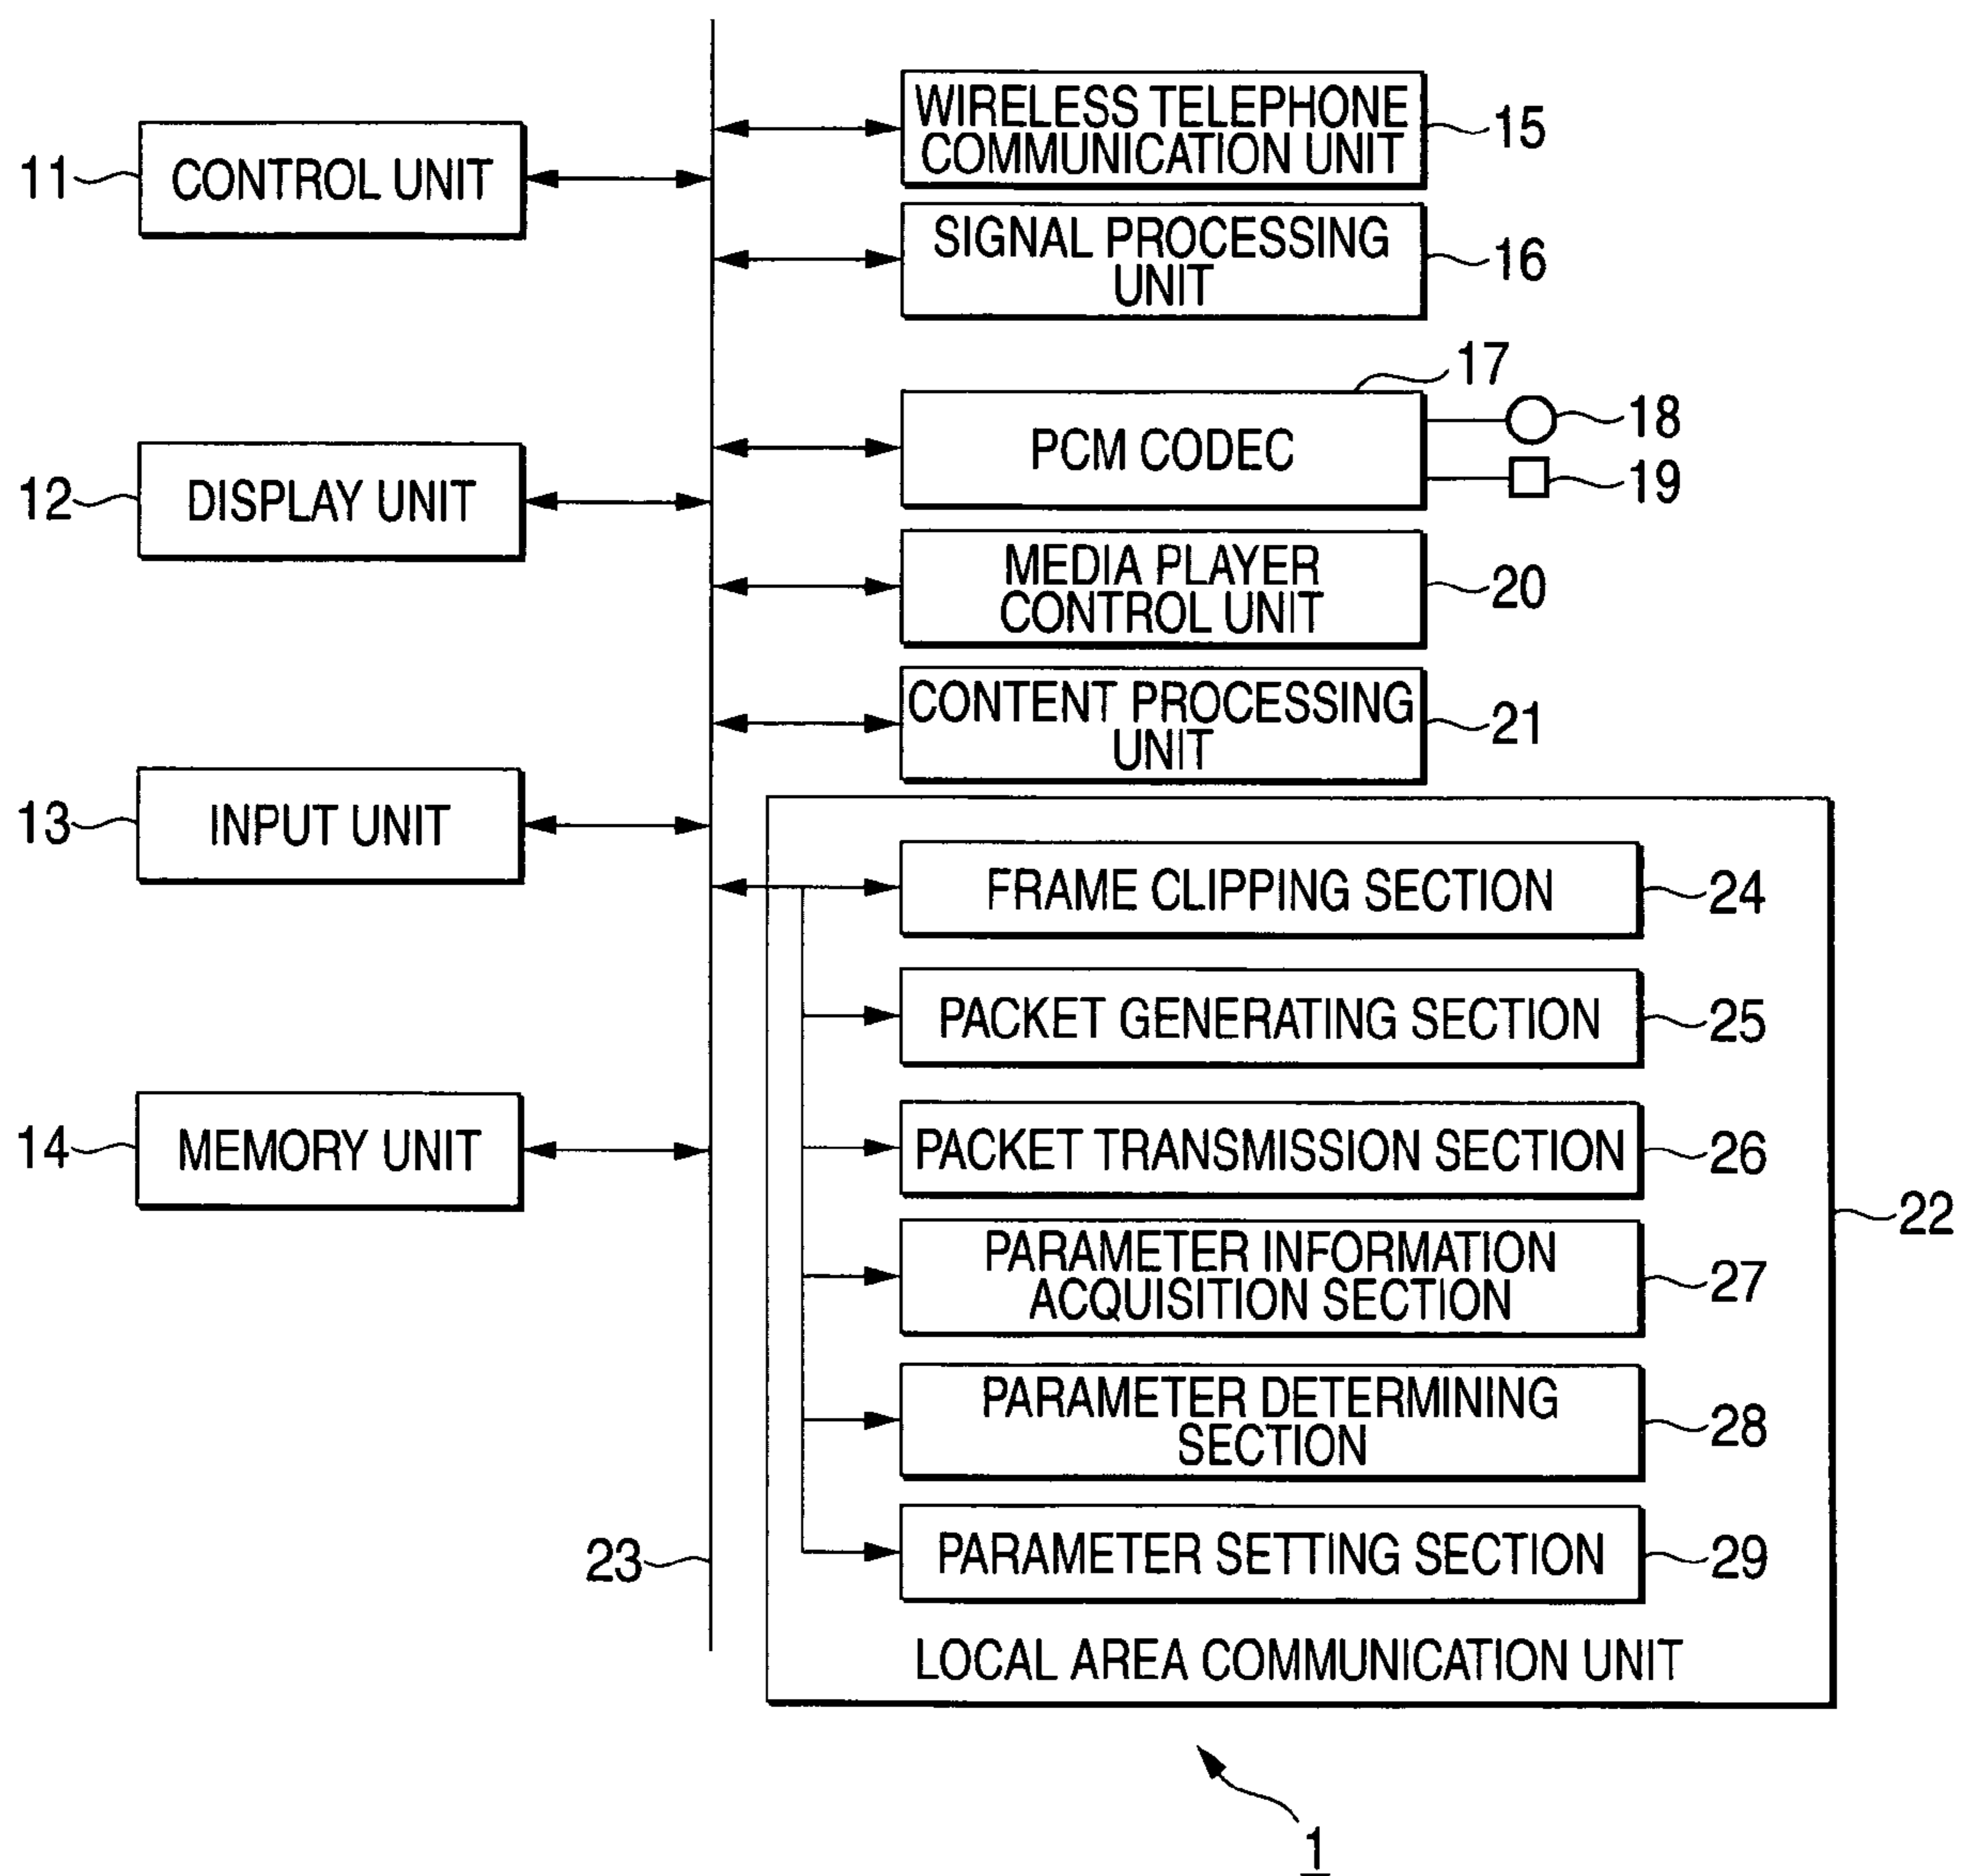 11
CONTROL UNIT
12
DISPLAY UNIT
13
INPUT UNIT
14
MEMORY UNIT
23
WIRELESS TELEPHONE
COMMUNICATION UNIT
15
SIGNAL PROCESSING
UNIT
16
17
PCM CODEC
18
19
MEDIA PLAYER
CONTROL UNIT
20
CONTENT PROCESSING
UNIT
21
FRAME CLIPPING SECTION
24
PACKET GENERATING SECTION
25
PACKET TRANSMISSION SECTION
26
PARAMETER INFORMATION
ACQUISITION SECTION
27
PARAMETER DETERMINING
SECTION
28
PARAMETER SETTING SECTION
29
LOCAL AREA COMMUNICATION UNIT
22
1